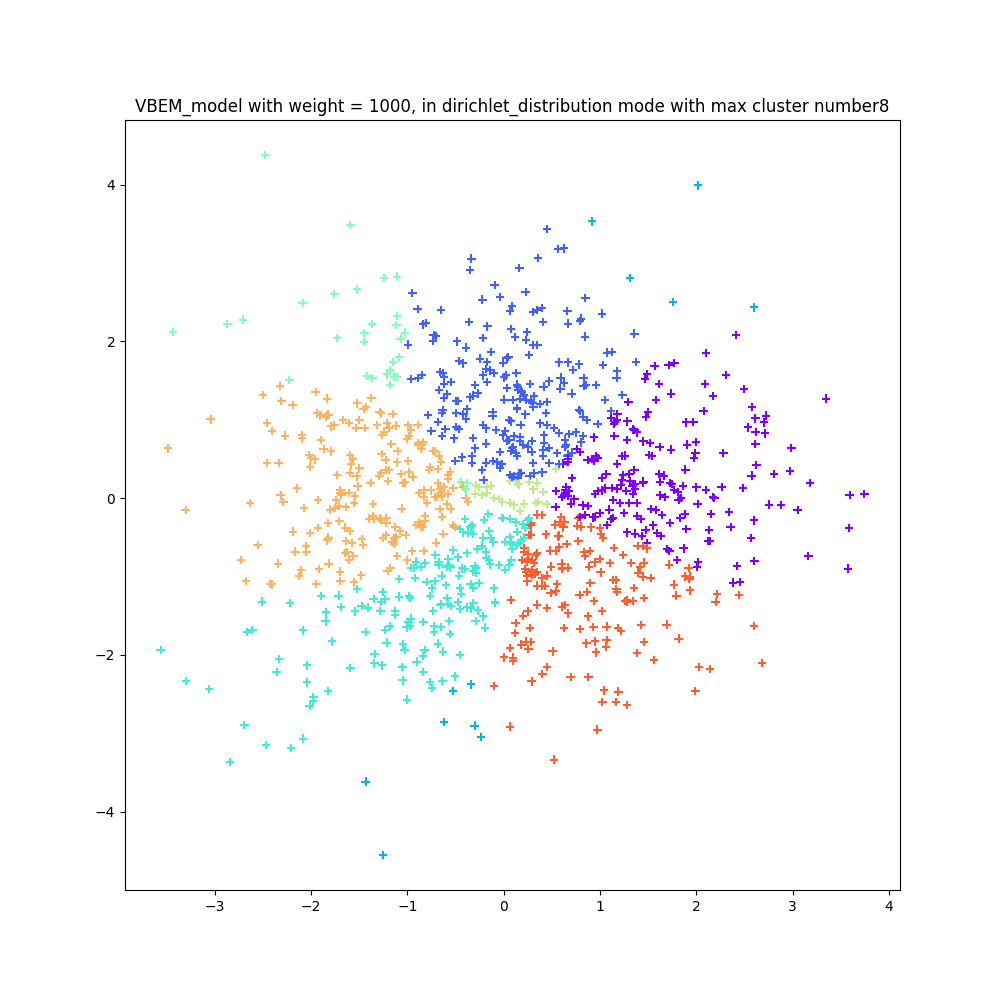 VBEM_model with weight = 1000, in dirichlet_distribution mode with max cluster number8
4
2
0
−2
−4
−3 −2 −1 0 1 2 3 4